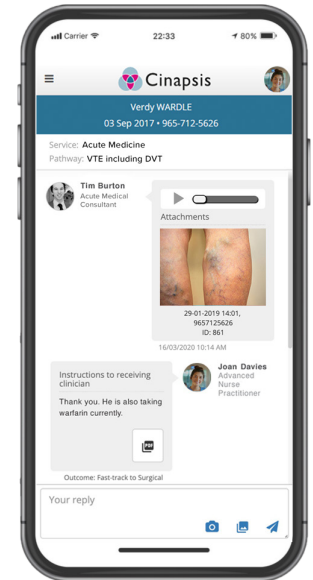 Carrier
22:33
80%
Cinapsis
Verdy WARDLE
03 Sep 2017 • 965-712-5626
Service: Acute Medicine
Pathway: VTE including DVT
Tim Burton
Acute Medical
Consultant
Attachments
29-01-2019 14:01,
9657125626
ID: 861
16/03/2020 10:14 AM
Joan Davies
Advanced
Nurse
Practitioner
Instructions to receiving
clinician
Thank you. He is also taking
warfarin currently.
PDF
Outcome: Fast-track to Surgical
Your reply